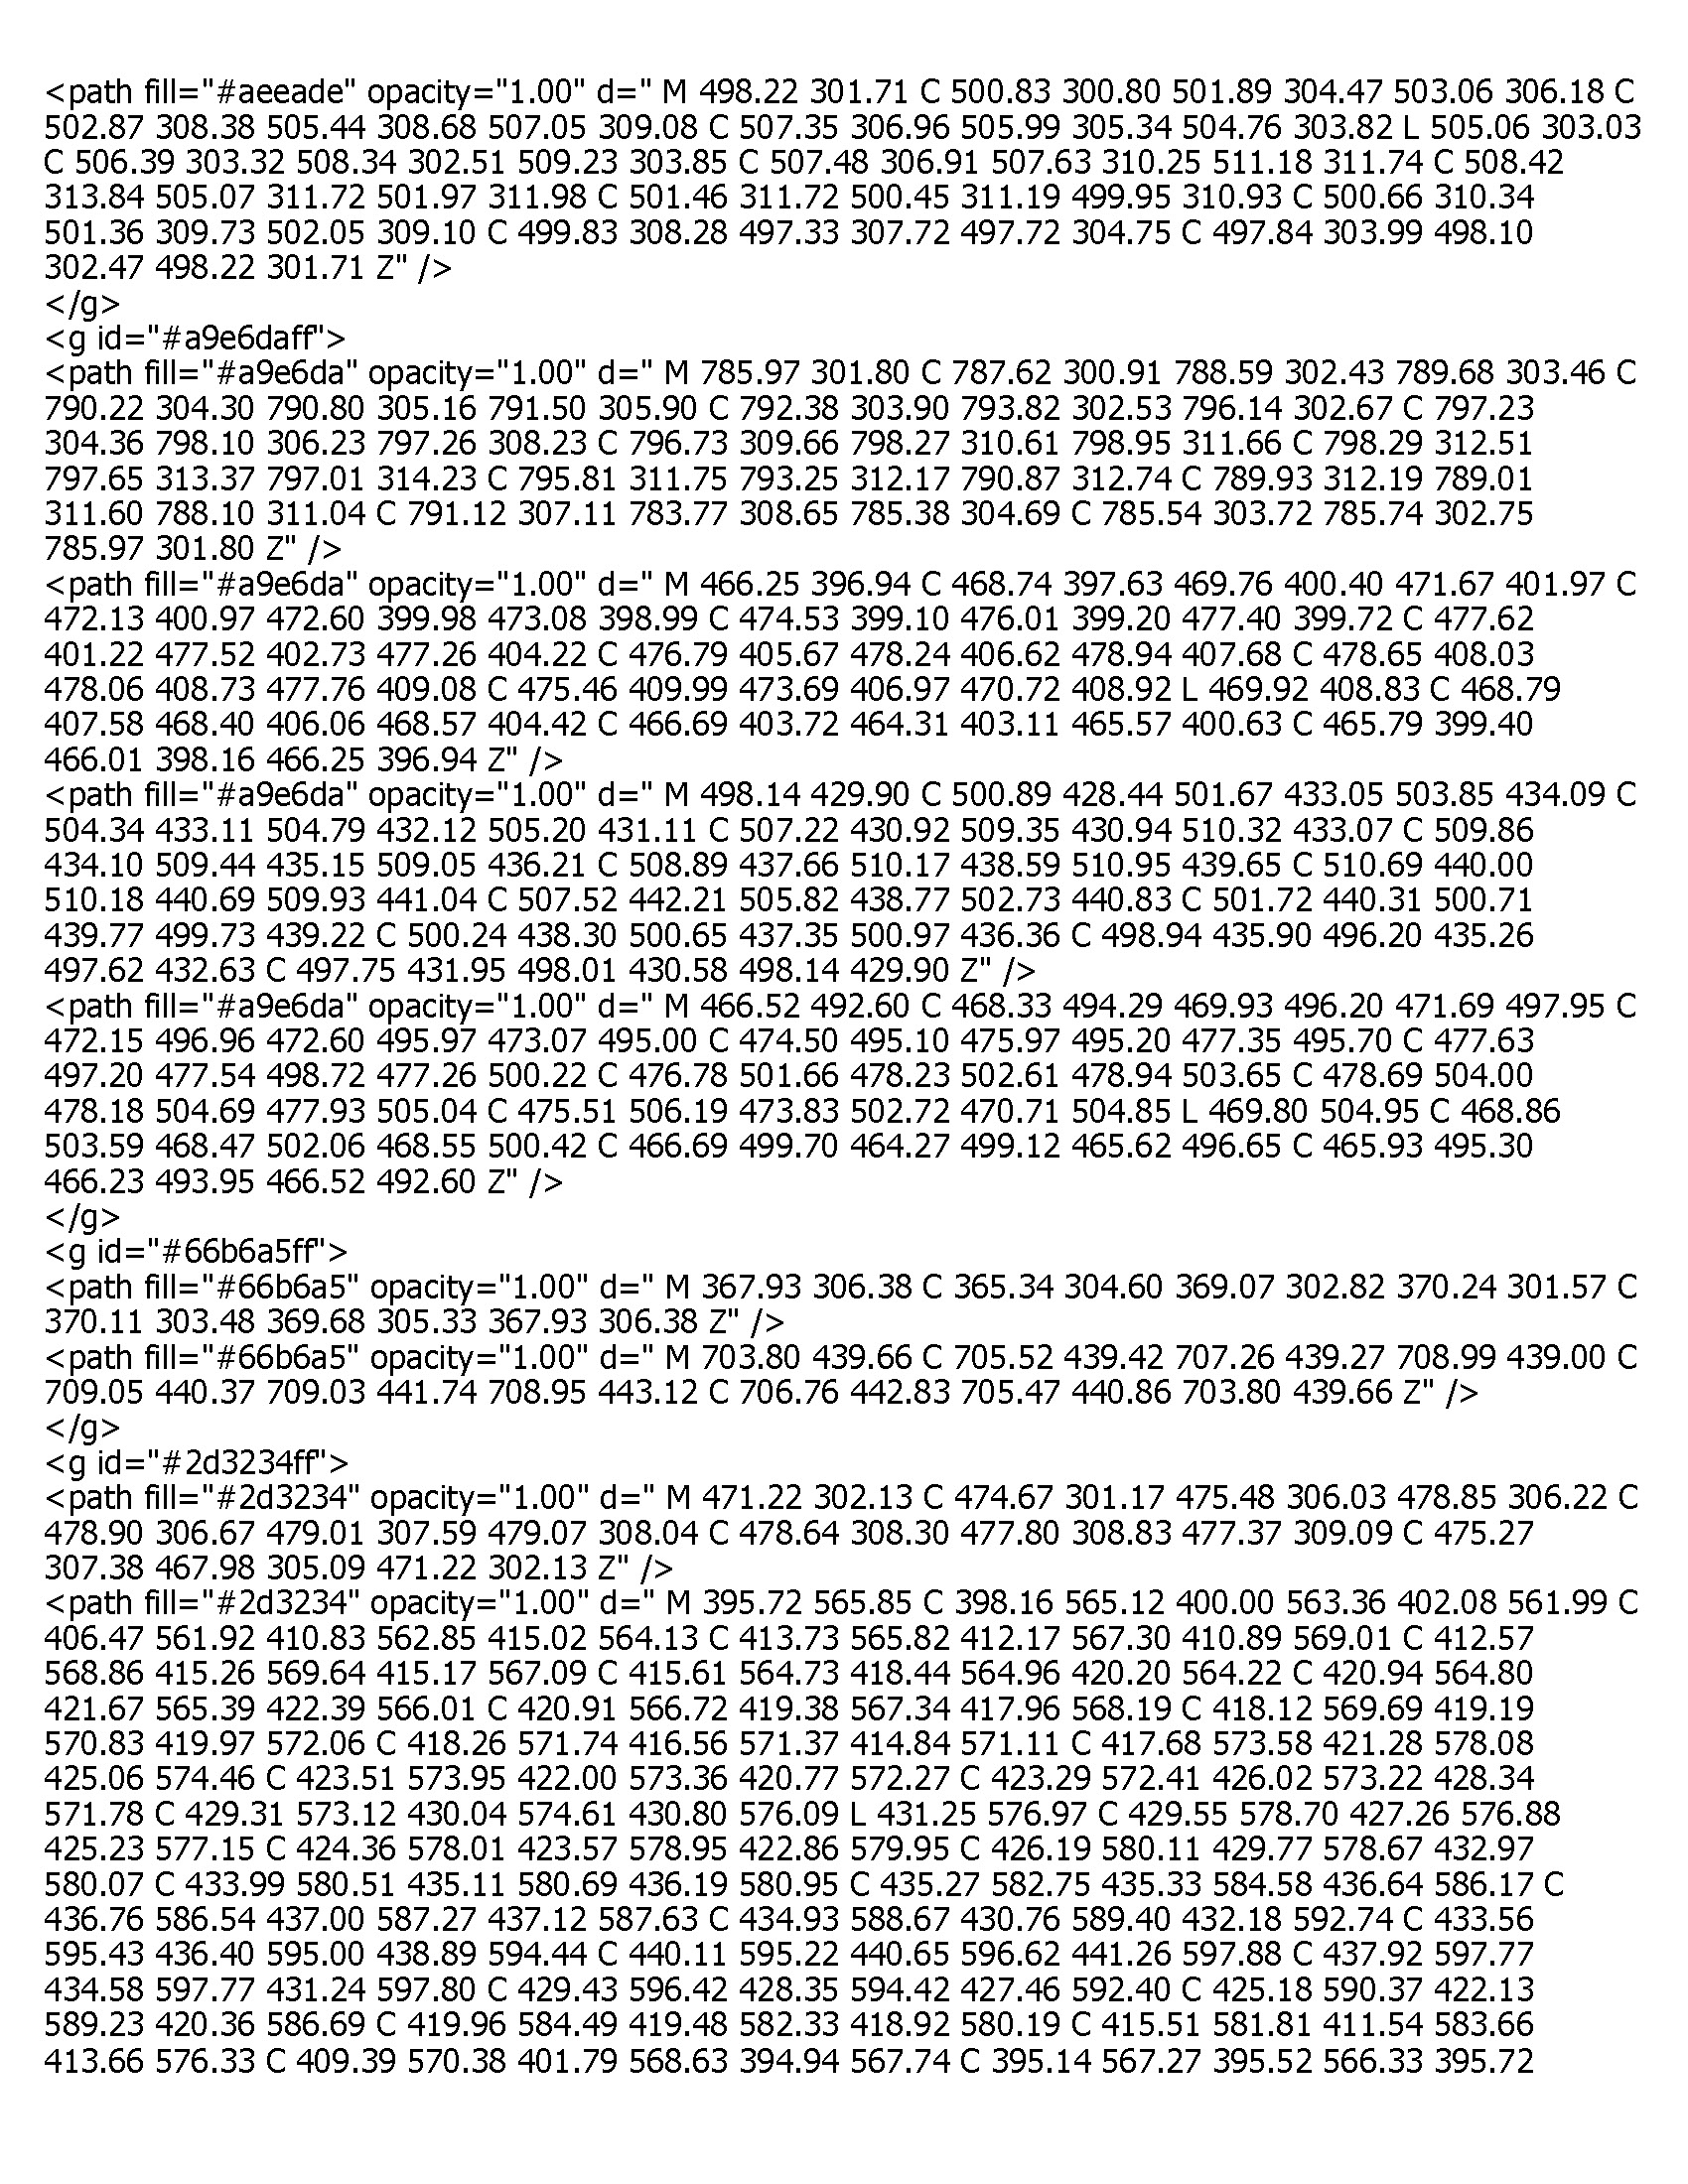 <path fill="#aeeade" opacity="1.00" d=" M 498.22 301.71 C 500.83 300.80 501.89 304.47 503.06 306.18 C
502.87 308.38 505.44 308.68 507.05 309.08 C 507.35 306.96 505.99 305.34 504.76 303.82 L 505.06 303.03
C 506.39 303.32 508.34 302.51 509.23 303.85 C 507.48 306.91 507.63 310.25 511.18 311.74 C 508.42
313.84 505.07 311.72 501.97 311.98 C 501.46 311.72 500.45 311.19 499.95 310.93 C 500.66 310.34
501.36 309.73 502.05 309.10 C 499.83 308.28 497.33 307.72 497.72 304.75 C 497.84 303.99 498.10
302.47 498.22 301.71 Z" />
</g>
<g id="#a9e6daff">
<path fill="#a9e6da" opacity="1.00" d=" M 785.97 301.80 C 787.62 300.91 788.59 302.43 789.68 303.46 C
790.22 304.30 790.80 305.16 791.50 305.90 C 792.38 303.90 793.82 302.53 796.14 302.67 C 797.23
304.36 798.10 306.23 797.26 308.23 C 796.73 309.66 798.27 310.61 798.95 311.66 C 798.29 312.51
797.65 313.37 797.01 314.23 C 795.81 311.75 793.25 312.17 790.87 312.74 C 789.93 312.19 789.01
311.60 788.10 311.04 C 791.12 307.11 783.77 308.65 785.38 304.69 C 785.54 303.72 785.74 302.75
785.97 301.80 Z" />
<path fill="#a9e6da" opacity="1.00" d=" M 466.25 396.94 C 468.74 397.63 469.76 400.40 471.67 401.97 C
472.13 400.97 472.60 399.98 473.08 398.99 C 474.53 399.10 476.01 399.20 477.40 399.72 C 477.62
401.22 477.52 402.73 477.26 404.22 C 476.79 405.67 478.24 406.62 478.94 407.68 C 478.65 408.03
478.06 408.73 477.76 409.08 C 475.46 409.99 473.69 406.97 470.72 408.92 L 469.92 408.83 C 468.79
407.58 468.40 406.06 468.57 404.42 C 466.69 403.72 464.31 403.11 465.57 400.63 C 465.79 399.40
466.01 398.16 466.25 396.94 Z" />
<path fill="#a9e6da" opacity="1.00" d=" M 498.14 429.90 C 500.89 428.44 501.67 433.05 503.85 434.09 C
504.34 433.11 504.79 432.12 505.20 431.11 C 507.22 430.92 509.35 430.94 510.32 433.07 C 509.86
434.10 509.44 435.15 509.05 436.21 C 508.89 437.66 510.17 438.59 510.95 439.65 C 510.69 440.00
510.18 440.69 509.93 441.04 C 507.52 442.21 505.82 438.77 502.73 440.83 C 501.72 440.31 500.71
439.77 499.73 439.22 C 500.24 438.30 500.65 437.35 500.97 436.36 C 498.94 435.90 496.20 435.26
497.62 432.63 C 497.75 431.95 498.01 430.58 498.14 429.90 Z" />
<path fill="#a9e6da" opacity="1.00" d=" M 466.52 492.60 C 468.33 494.29 469.93 496.20 471.69 497.95 C
472.15 496.96 472.60 495.97 473.07 495.00 C 474.50 495.10 475.97 495.20 477.35 495.70 C 477.63
497.20 477.54 498.72 477.26 500.22 C 476.78 501.66 478.23 502.61 478.94 503.65 C 478.69 504.00
478.18 504.69 477.93 505.04 C 475.51 506.19 473.83 502.72 470.71 504.85 L 469.80 504.95 C 468.86
503.59 468.47 502.06 468.55 500.42 C 466.69 499.70 464.27 499.12 465.62 496.65 C 465.93 495.30
466.23 493.95 466.52 492.60 Z" />
</g>
<g id="#66b6a5ff">
<path fill="#66b6a5" opacity="1.00" d=" M 367.93 306.38 C 365.34 304.60 369.07 302.82 370.24 301.57 C
370.11 303.48 369.68 305.33 367.93 306.38 Z" />
<path fill="#66b6a5" opacity="1.00" d=" M 703.80 439.66 C 705.52 439.42 707.26 439.27 708.99 439.00 C
709.05 440.37 709.03 441.74 708.95 443.12 C 706.76 442.83 705.47 440.86 703.80 439.66 Z" />
</g>
<g id="#2d3234ff">
<path fill="#2d3234" opacity="1.00" d=" M 471.22 302.13 C 474.67 301.17 475.48 306.03 478.85 306.22 C
478.90 306.67 479.01 307.59 479.07 308.04 C 478.64 308.30 477.80 308.83 477.37 309.09 C 475.27
307.38 467.98 305.09 471.22 302.13 Z" />
<path fill="#2d3234" opacity="1.00" d=" M 395.72 565.85 C 398.16 565.12 400.00 563.36 402.08 561.99 C
406.47 561.92 410.83 562.85 415.02 564.13 C 413.73 565.82 412.17 567.30 410.89 569.01 C 412.57
568.86 415.26 569.64 415.17 567.09 C 415.61 564.73 418.44 564.96 420.20 564.22 C 420.94 564.80
421.67 565.39 422.39 566.01 C 420.91 566.72 419.38 567.34 417.96 568.19 C 418.12 569.69 419.19
570.83 419.97 572.06 C 418.26 571.74 416.56 571.37 414.84 571.11 C 417.68 573.58 421.28 578.08
425.06 574.46 C 423.51 573.95 422.00 573.36 420.77 572.27 C 423.29 572.41 426.02 573.22 428.34
571.78 C 429.31 573.12 430.04 574.61 430.80 576.09 L 431.25 576.97 C 429.55 578.70 427.26 576.88
425.23 577.15 C 424.36 578.01 423.57 578.95 422.86 579.95 C 426.19 580.11 429.77 578.67 432.97
580.07 C 433.99 580.51 435.11 580.69 436.19 580.95 C 435.27 582.75 435.33 584.58 436.64 586.17 C
436.76 586.54 437.00 587.27 437.12 587.63 C 434.93 588.67 430.76 589.40 432.18 592.74 C 433.56
595.43 436.40 595.00 438.89 594.44 C 440.11 595.22 440.65 596.62 441.26 597.88 C 437.92 597.77
434.58 597.77 431.24 597.80 C 429.43 596.42 428.35 594.42 427.46 592.40 C 425.18 590.37 422.13
589.23 420.36 586.69 C 419.96 584.49 419.48 582.33 418.92 580.19 C 415.51 581.81 411.54 583.66
413.66 576.33 C 409.39 570.38 401.79 568.63 394.94 567.74 C 395.14 567.27 395.52 566.33 395.72